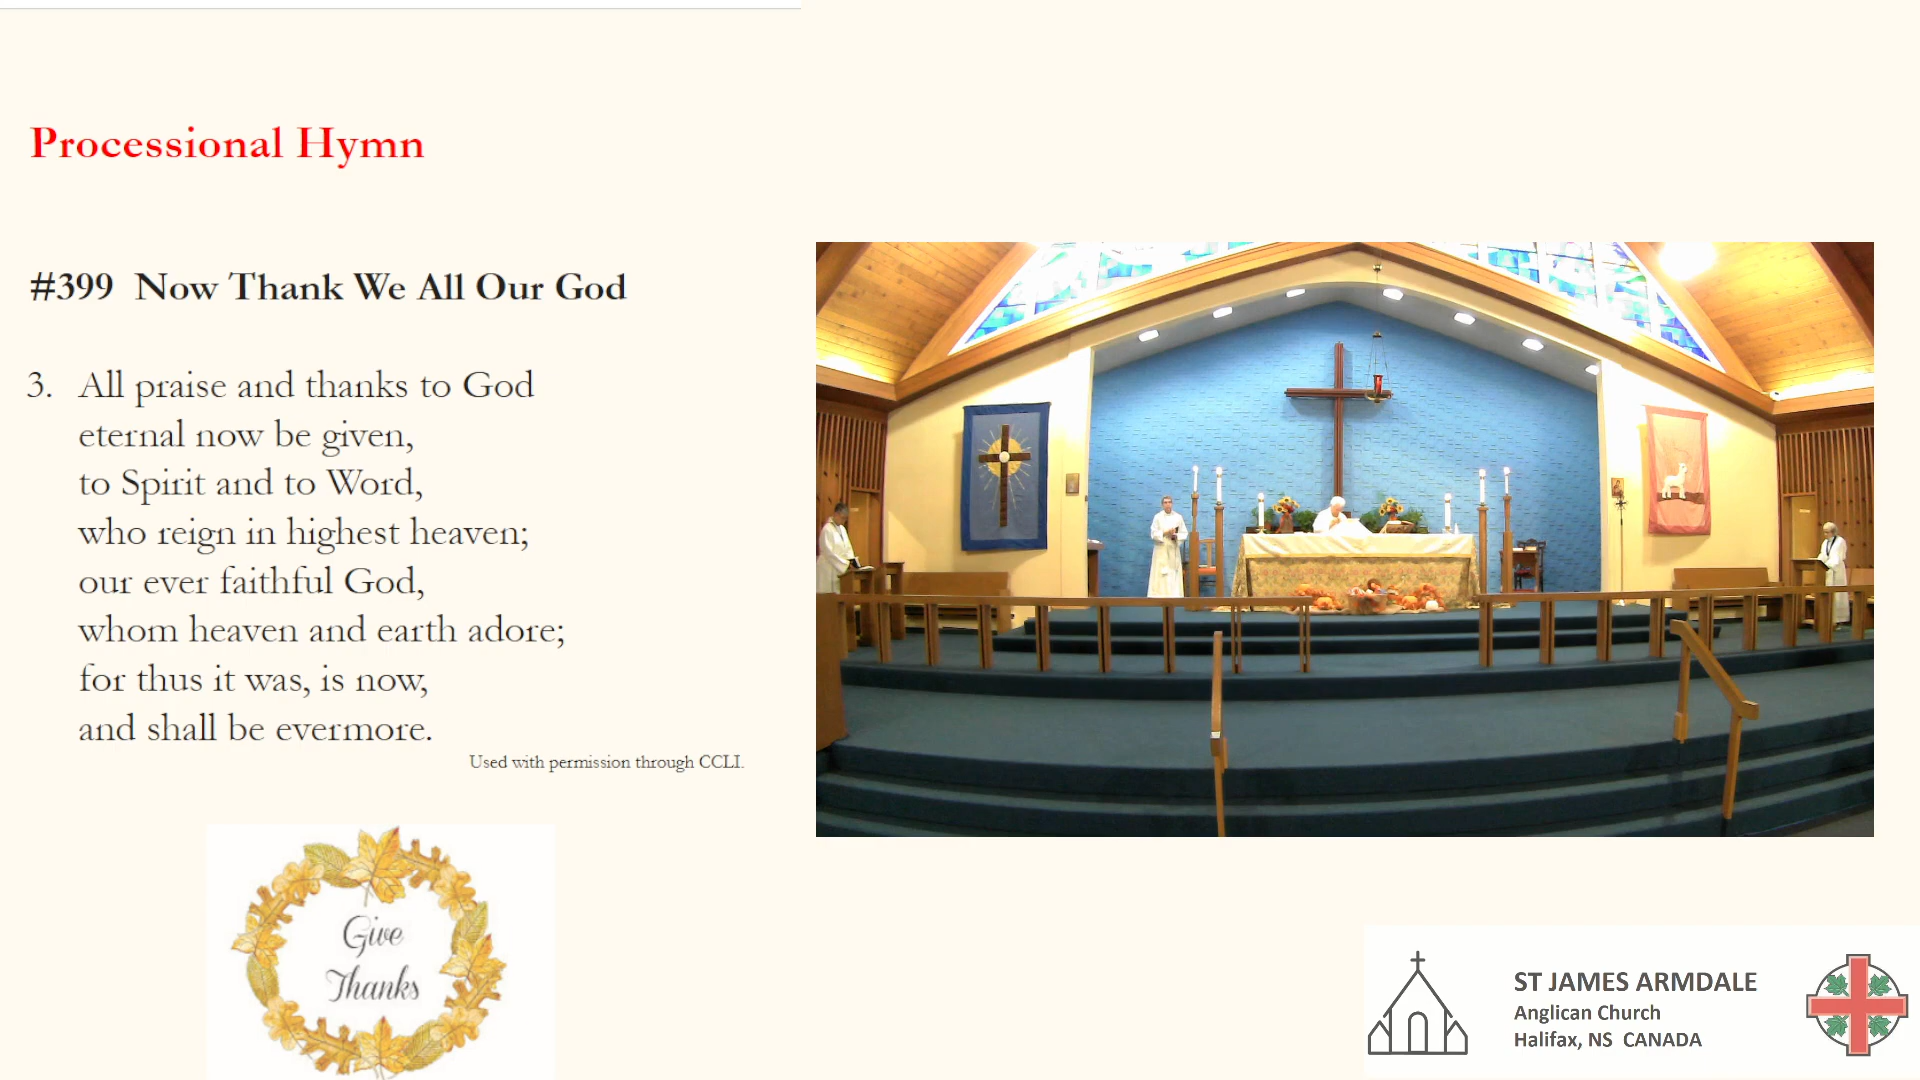 Processional Hymn
#399 Now Thank We All Our God
3. All praise and thanks to God
eternal now be given,
to Spirit and to Word,
who reign in highest heaven;
our ever faithful God,
whom heaven and earth adore;
for thus it was, is now,
and shall be evermore.
Used with permission through CCLI.
Give
Thanks
ST JAMES ARMDALE
Anglican Church
Halifax, NS CANADA